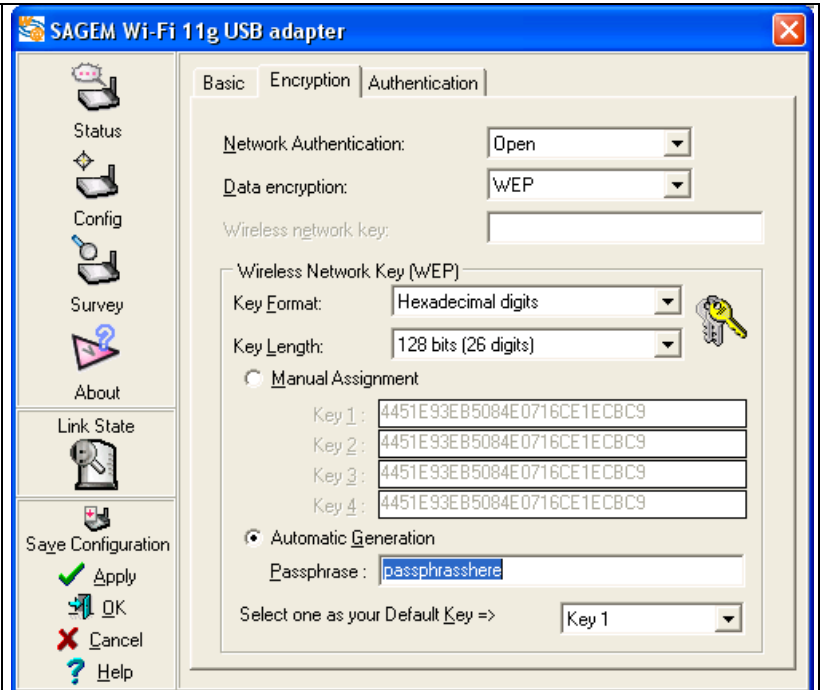 SAGEM Wi-Fi 11g USB adapter
Status
Config
Survey
About
Link State
Save Configuration
Apply
OK
Cancel
Help
Basic
Encryption
Authentication
Network Authentication:
Open
Data encryption:
WEP
Wireless network key:
Wireless Network Key (WEP)
Key Format:
Hexadecimal digits
Key Length:
128 bits (26 digits)
Manual Assignment
Key 1 : 4451E93EB5084E0716CE1ECBC9
Key 2 : 4451E93EB5084E0716CE1ECBC9
Key 3 : 4451E93EB5084E0716CE1ECBC9
Key 4 : 4451E93EB5084E0716CE1ECBC9
Automatic Generation
Passphrase : passphrasshere
Select one as your Default Key =>
Key 1